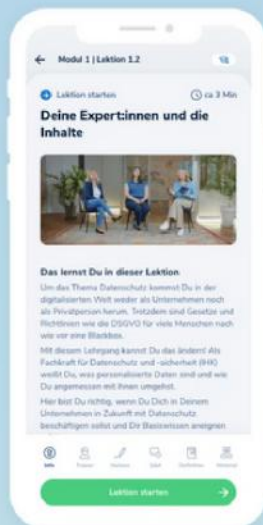 Modul 1 | Lektion 1.2
Lektion starten
ca 3 Min
Deine Expert:innen und die
Inhalte
Das lernst Du in dieser Lektion
Um das Thema Datenschutz kommst Du in der
digitalisierten Welt weder als Unternehmen noch
als Privatperson herum. Trotzdem sind Gesetze und
Richtlinien wie die DSGVO für viele Menschen noch
wie vor eine Blackbox.
Mit diesem Lehrgang kannst Du das ändern! Als
Fachkraft für Datenschutz und -sicherheit (IHK)
weißt Du, was personalisierte Daten sind und wie
Du angemessen mit ihnen umgehst.
Hier bist Du richtig, wenn Du Dich in Deinem
Unternehmen in Zukunft mit Datenschutz
beschäftigen sollst und Dir Basiswissen aneignen
Info
Lektion starten